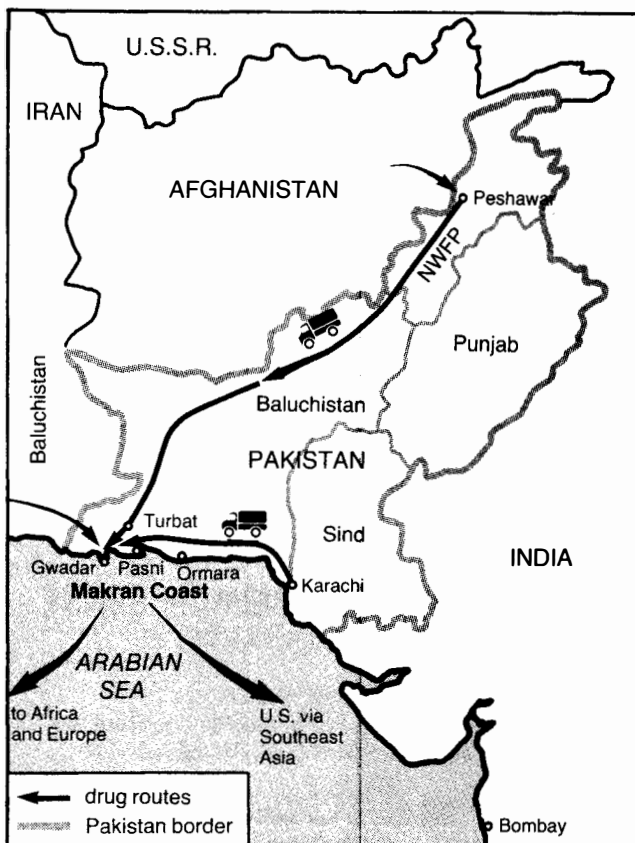 U.S.S.R.
IRAN
AFGHANISTAN
Peshawar
NWFP
Punjab
Baluchistan
Baluchistan
PAKISTAN
Turbat
Sind
INDIA
Gwadar
Pasni
Ormara
Karachi
Makran Coast
ARABIAN
SEA
to Africa
and Europe
U.S. via
Southeast
Asia
drug routes
Pakistan border
Bombay